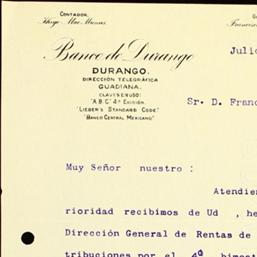 CONTADOR,
G
Francisco
Julio
Banco de Durango
DURANGO.
DIRECCIÓN TELEGRÁFICA
GUADIANA.
CLAVES EN USO:
"A.B.C." 4ª EDICIÓN.
"LIEBER'S STANDARD CODE"
"BANCO CENTRAL MEXICANO"
Sr. D. Franc
Muy Señor nuestro :
Atendien
rioridad recibimos de Ud , he
Dirección General de Rentas de
tribuciones por el 4º bimest